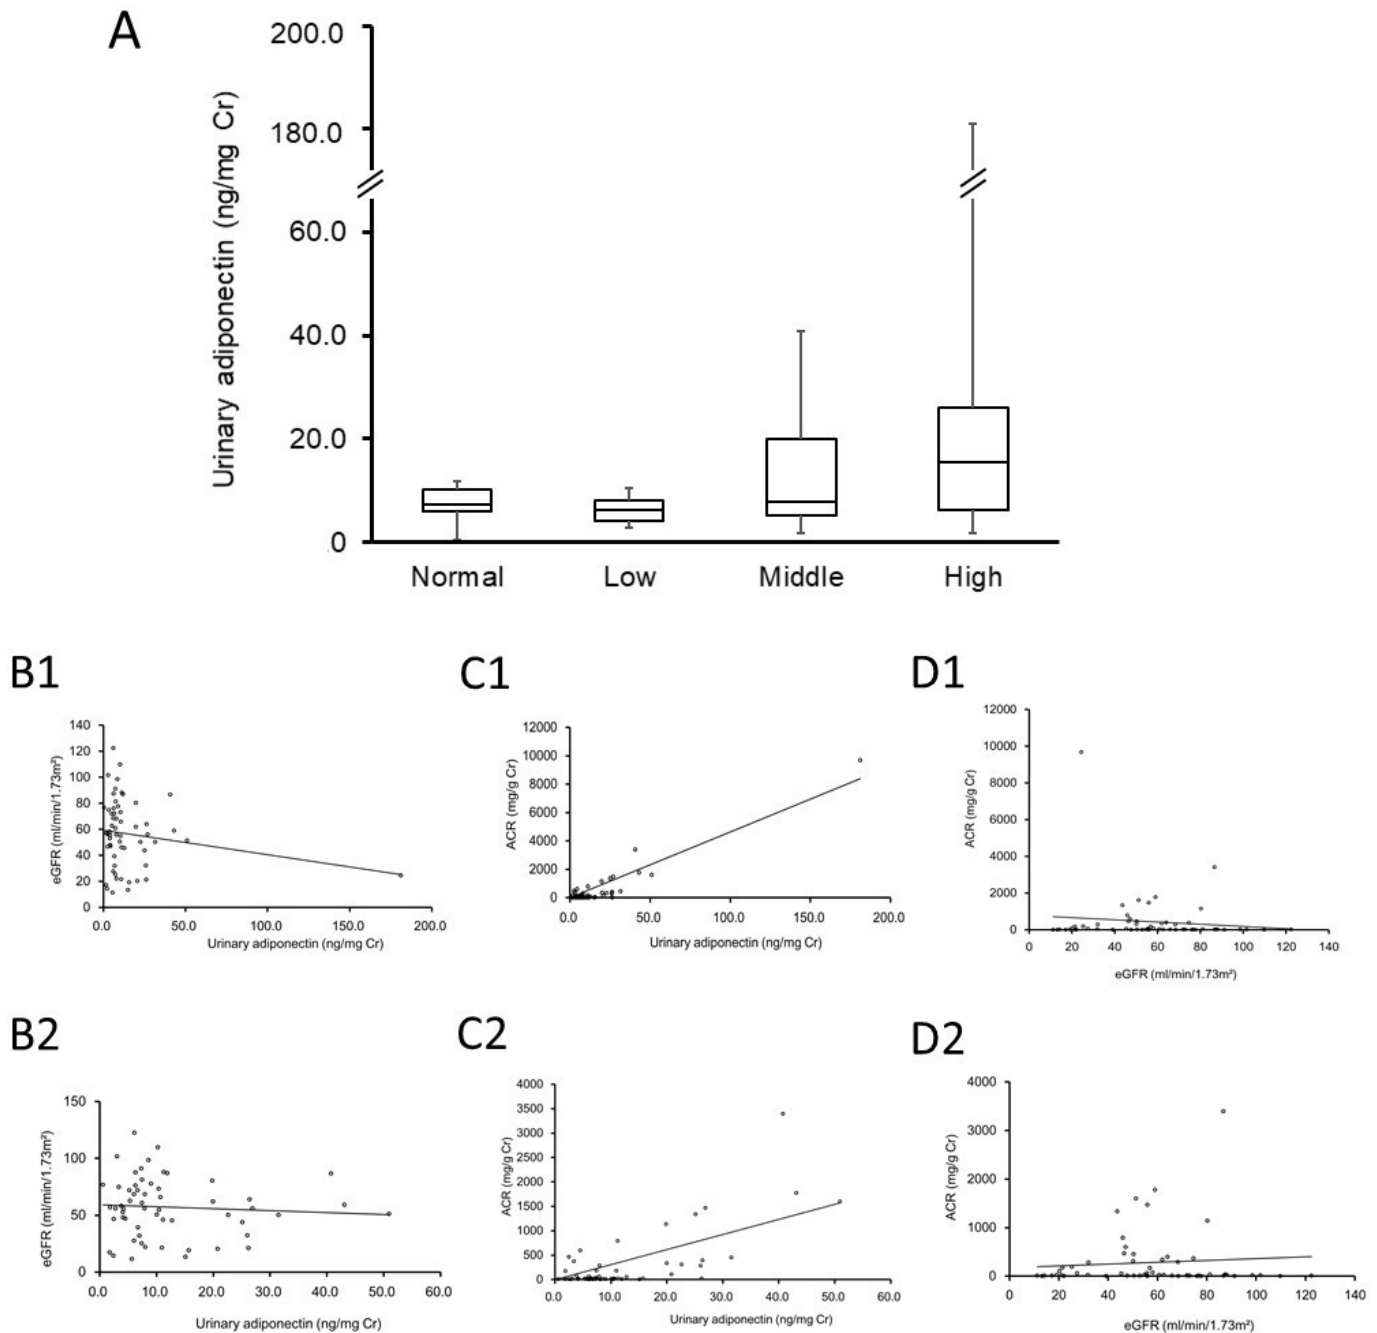 A
Urinary adiponectin (ng/mg Cr)
200.0
180.0
60.0
40.0
20.0
.0
Normal Low Middle High
B1
eGFR (ml/min/1.73m²)
140
120
100
80
60
40
20
0
0.0 50.0 100.0 150.0 200.0
Urinary adiponectin (ng/mg Cr)
C1
ACR (mg/g Cr)
12000
10000
8000
6000
4000
2000
0
0.0 50.0 100.0 150.0 200.0
Urinary adiponectin (ng/mg Cr)
D1
ACR (mg/g Cr)
12000
10000
8000
6000
4000
2000
0
0 20 40 60 80 100 120 140
eGFR (ml/min/1.73m²)
B2
eGFR (ml/min/1.73m²)
150
100
50
0
0.0 10.0 20.0 30.0 40.0 50.0 60.0
Urinary adiponectin (ng/mg Cr)
C2
ACR (mg/g Cr)
4000
3500
3000
2500
2000
1500
1000
500
0
0.0 10.0 20.0 30.0 40.0 50.0 60.0
Urinary adiponectin (ng/mg Cr)
D2
ACR (mg/g Cr)
4000
3000
2000
1000
0
0 20 40 60 80 100 120 140
eGFR (ml/min/1.73m²)